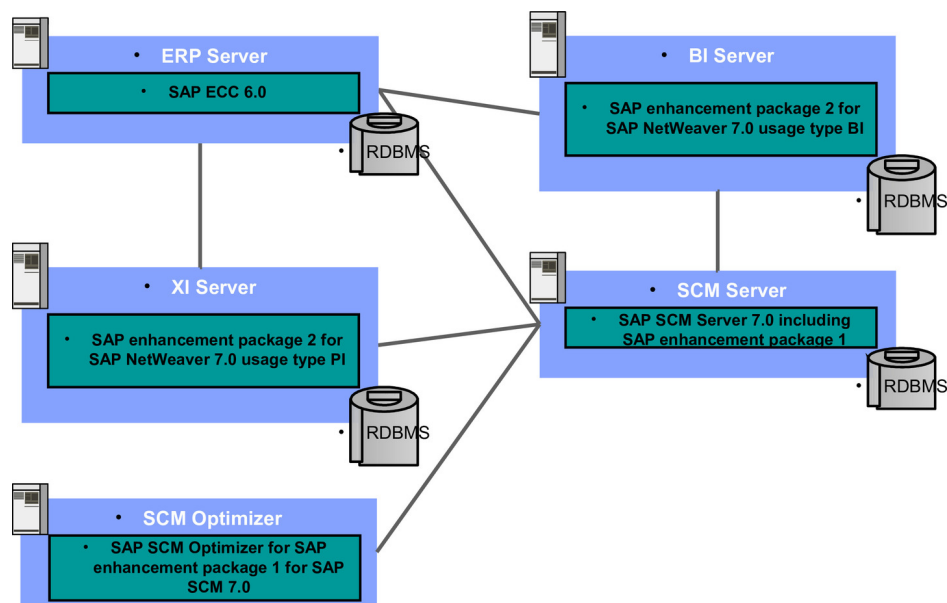 • ERP Server
• SAP ECC 6.0
• RDBMS
• BI Server
• SAP enhancement package 2 for
SAP NetWeaver 7.0 usage type BI
• RDBMS
• XI Server
• SAP enhancement package 2 for
SAP NetWeaver 7.0 usage type PI
• RDBMS
• SCM Server
• SAP SCM Server 7.0 including
SAP enhancement package 1
• RDBMS
• SCM Optimizer
• SAP SCM Optimizer for SAP
enhancement package 1 for SAP
SCM 7.0